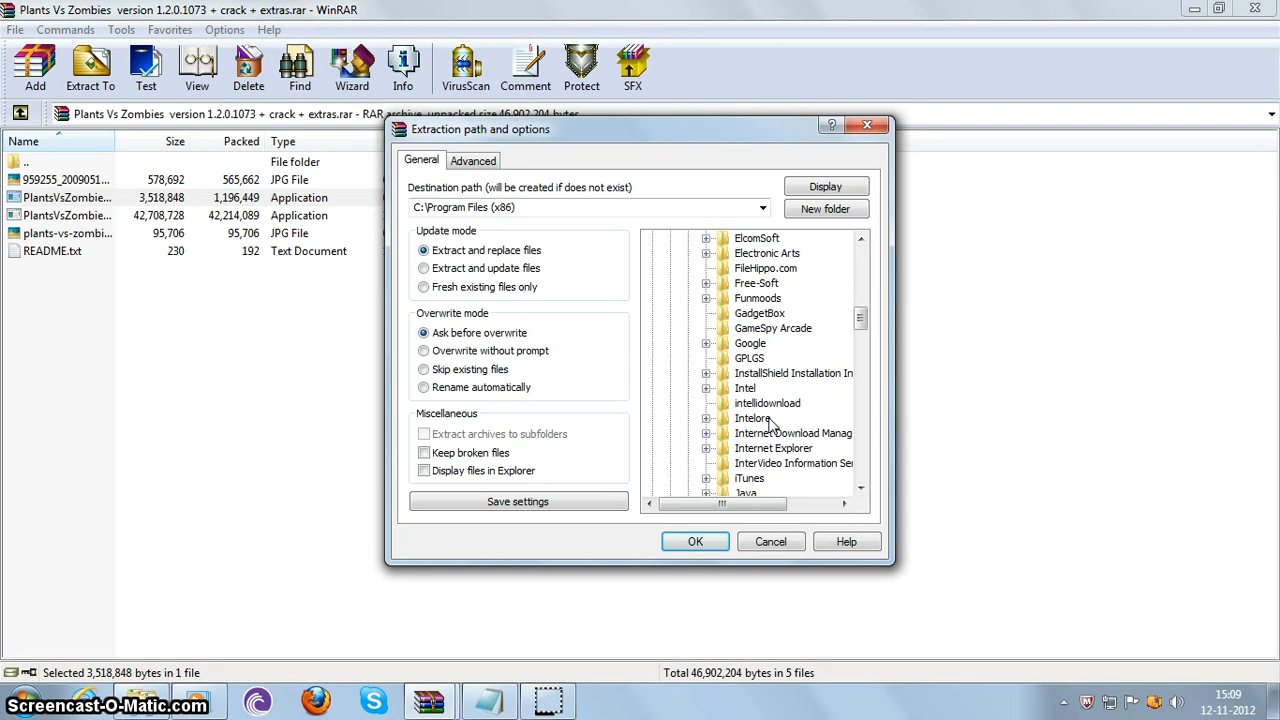 Plants Vs Zombies version 1.2.0.1073 + crack + extras.rar - WinRAR
File Commands Tools Favorites Options Help
Add Extract To Test View Delete Find Wizard Info VirusScan Comment Protect SFX
Plants Vs Zombies version 1.2.0.1073 + crack + extras.rar - RAR archive, unpacked size 46,902,204 bytes
Name Size Packed Type
.. File folder
959255_2009051... 578,692 565,662 JPG File
PlantsVsZombie... 3,518,848 1,196,449 Application
PlantsVsZombie... 42,708,728 42,214,089 Application
plants-vs-zombi... 95,706 95,706 JPG File
README.txt 230 192 Text Document
Extraction path and options
General Advanced
Destination path (will be created if does not exist)
Display
C:\Program Files (x86)
New folder
Update mode
Extract and replace files
Extract and update files
Fresh existing files only
Overwrite mode
Ask before overwrite
Overwrite without prompt
Skip existing files
Rename automatically
Miscellaneous
Extract archives to subfolders
Keep broken files
Display files in Explorer
Save settings
ElcomSoft
Electronic Arts
FileHippo.com
Free-Soft
Funmoods
GadgetBox
GameSpy Arcade
Google
GPLGS
InstallShield Installation In
Intel
intellidownload
Intelore
Internet Download Manag
Internet Explorer
InterVideo Information Se
iTunes
Java
OK Cancel Help
Selected 3,518,848 bytes in 1 file
Total 46,902,204 bytes in 5 files
Screencast-O-Matic.com
15:09
12-11-2012